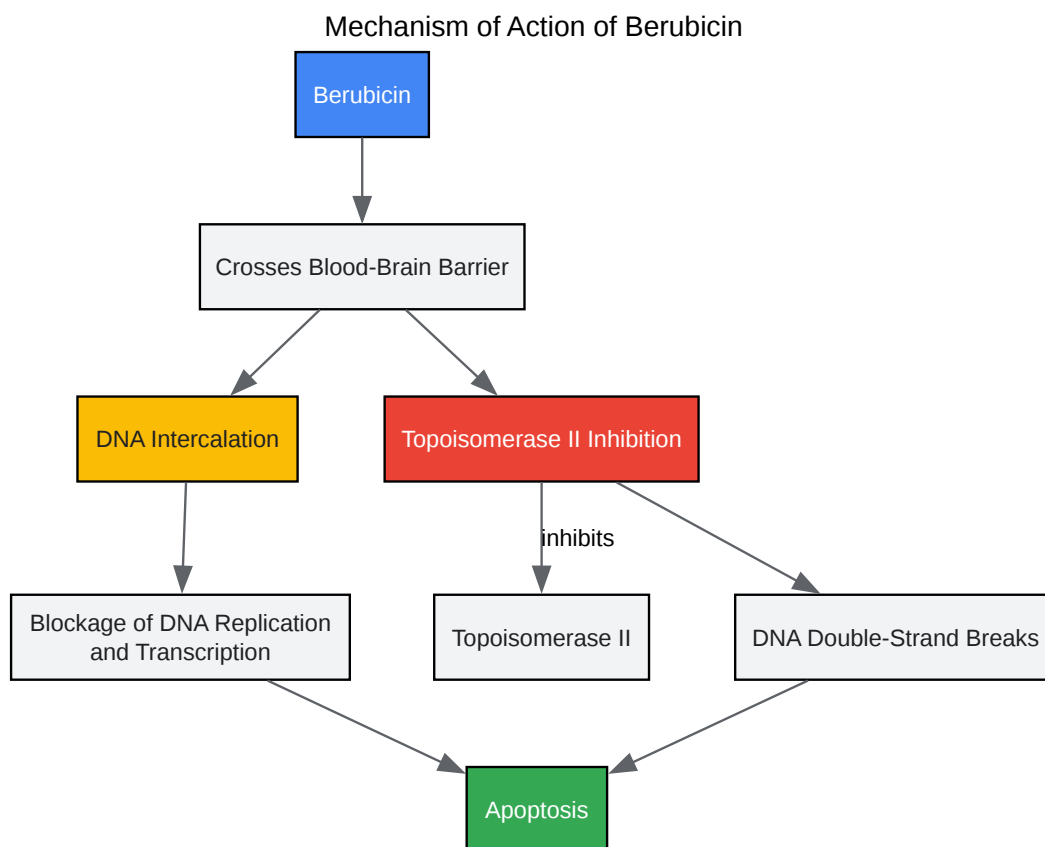 Mechanism of Action of Berubicin
Berubicin
Crosses Blood-Brain Barrier
DNA Intercalation
Topoisomerase II Inhibition
inhibits
Blockage of DNA Replication
and Transcription
Topoisomerase II
DNA Double-Strand Breaks
Apoptosis